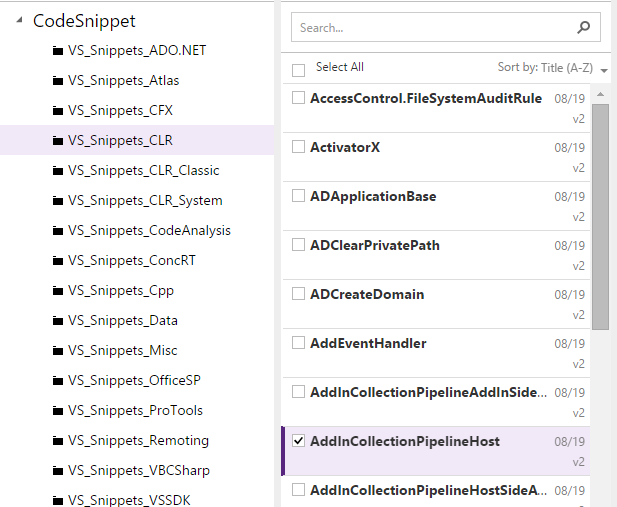 CodeSnippet
VS_Snippets_ADO.NET
VS_Snippets_Atlas
VS_Snippets_CFX
VS_Snippets_CLR
VS_Snippets_CLR_Classic
VS_Snippets_CLR_System
VS_Snippets_CodeAnalysis
VS_Snippets_ConcRT
VS_Snippets_Cpp
VS_Snippets_Data
VS_Snippets_Misc
VS_Snippets_OfficeSP
VS_Snippets_ProTools
VS_Snippets_Remoting
VS_Snippets_VBCSharp
VS_Snippets_VSSDK
Search...
Select All Sort by: Title (A-Z)
AccessControl.FileSystemAuditRule 08/19
v2
ActivatorX 08/19
v2
ADApplicationBase 08/19
v2
ADClearPrivatePath 08/19
v2
ADCreateDomain 08/19
v2
AddEventHandler 08/19
v2
AddInCollectionPipelineAddInSide... 08/19
v2
AddInCollectionPipelineHost 08/19
v2
AddInCollectionPipelineHostSideA... 08/19